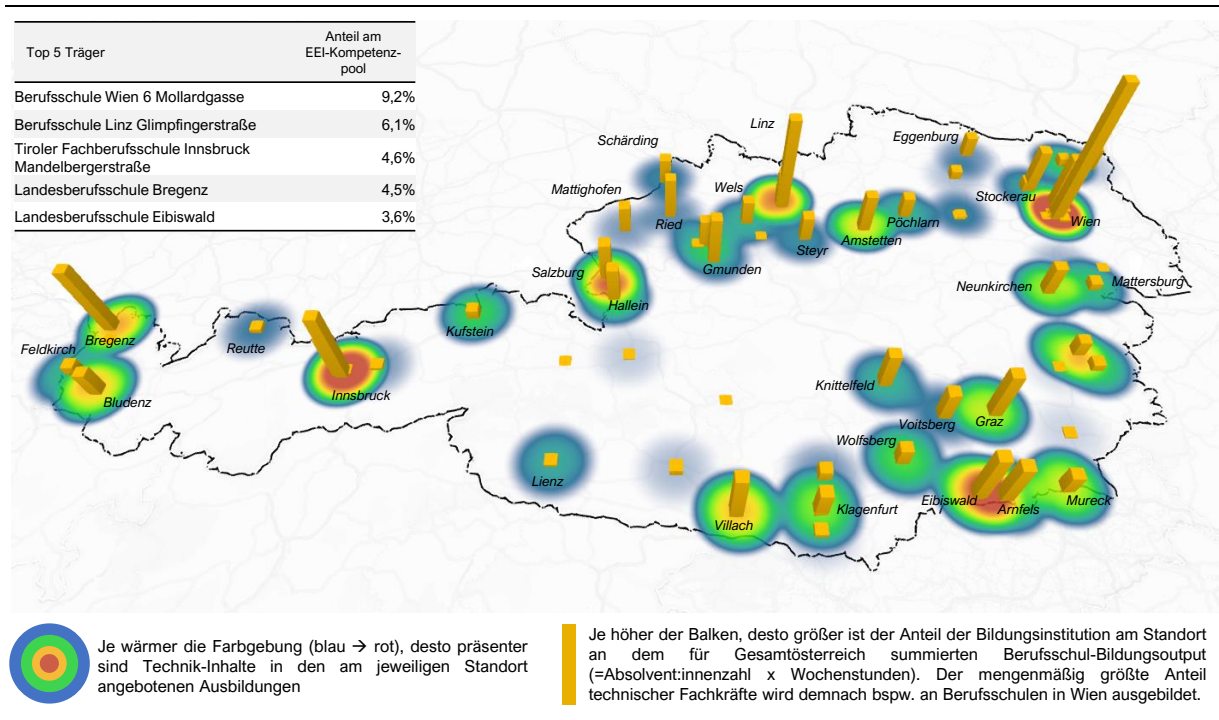 Top 5 Träger
Anteil am
EEI-Kompetenz-
pool
Berufsschule Wien 6 Mollardgasse 9,2%
Berufsschule Linz Glimpfingerstraße 6,1%
Tiroler Fachberufsschule Innsbruck
Mandelbergerstraße 4,6%
Landesberufsschule Bregenz 4,5%
Landesberufsschule Eibiswald 3,6%
Linz
Eggenburg
Schärding
Mattighofen
Wels
Stockerau
Ried
Pöchlarn
Wien
Amstetten
Steyr
Gmunden
Salzburg
Hallein
Neunkirchen
Mattersburg
Kufstein
Bregenz
Reutte
Feldkirch
Bludenz
Innsbruck
Knittelfeld
Voitsberg
Graz
Wolfsberg
Lienz
Eibiswald
Arnfels
Mureck
Klagenfurt
Villach
Je wärmer die Farbgebung (blau → rot), desto präsenter
sind Technik-Inhalte in den am jeweiligen Standort
angebotenen Ausbildungen
Je höher der Balken, desto größer ist der Anteil der Bildungsinstitution am Standort
an dem für Gesamtösterreich summierten Berufsschul-Bildungsoutput
(=Absolvent:innenzahl x Wochenstunden). Der mengenmäßig größte Anteil
technischer Fachkräfte wird demnach bspw. an Berufsschulen in Wien ausgebildet.